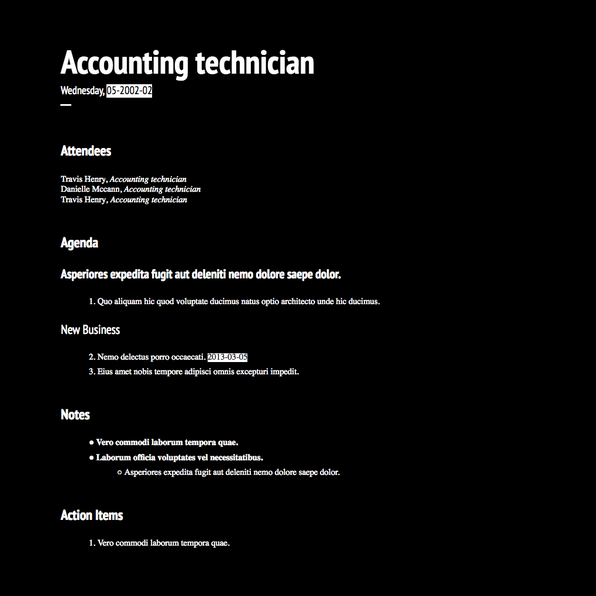 Accounting technician
Wednesday, 05-2002-02
Attendees
Travis Henry, Accounting technician
Danielle Mccann, Accounting technician
Travis Henry, Accounting technician
Agenda
Asperiores expedita fugit aut deleniti nemo dolore saepe dolor.
1. Quo aliquam hic quod voluptate ducimus natus optio architecto unde hic ducimus.
New Business
2. Nemo delectus porro occaecati. 2013-03-05
3. Eius amet nobis tempore adipisci omnis excepturi impedit.
Notes
● Vero commodi laborum tempora quae.
● Laborum officia voluptates vel necessitatibus.
○ Asperiores expedita fugit aut deleniti nemo dolore saepe dolor.
Action Items
1. Vero commodi laborum tempora quae.